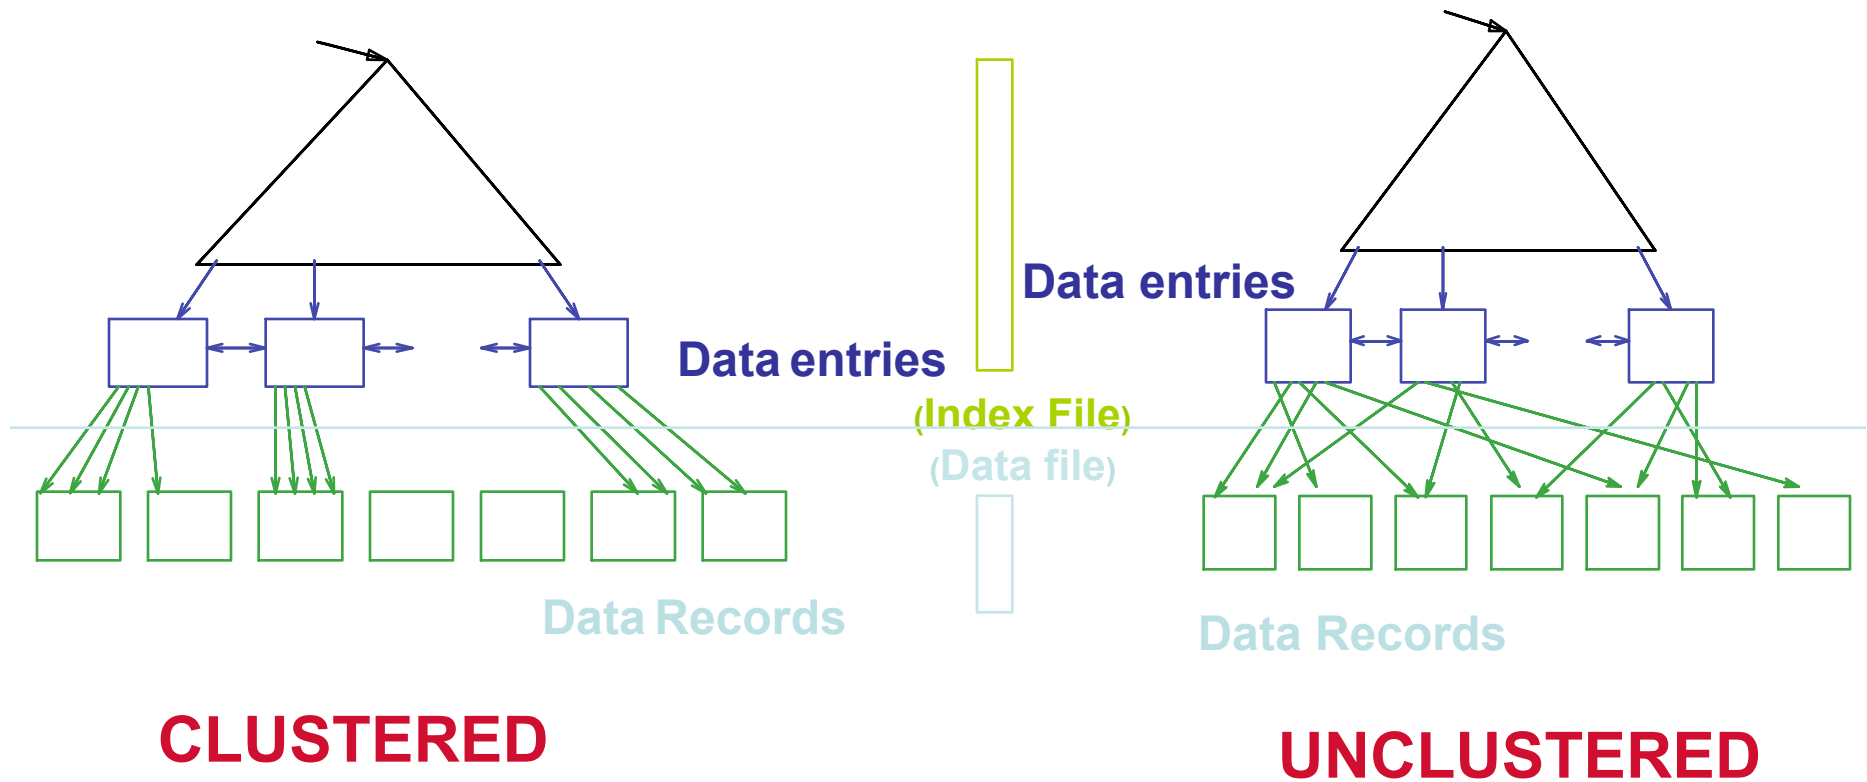 Data entries
Data entries
(Index File)
(Data file)
Data Records
Data Records
CLUSTERED
UNCLUSTERED